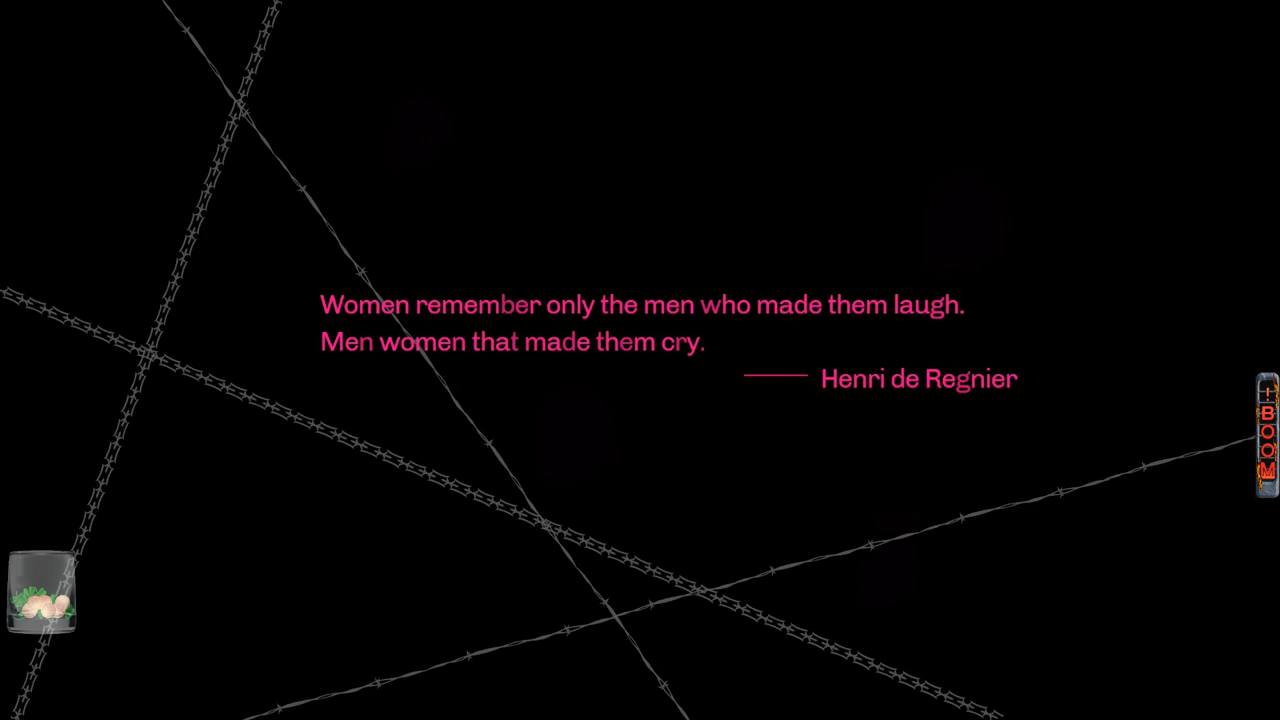 Women remember only the men who made them laugh.
Men women that made them cry.
Henri de Regnier
!BOOM